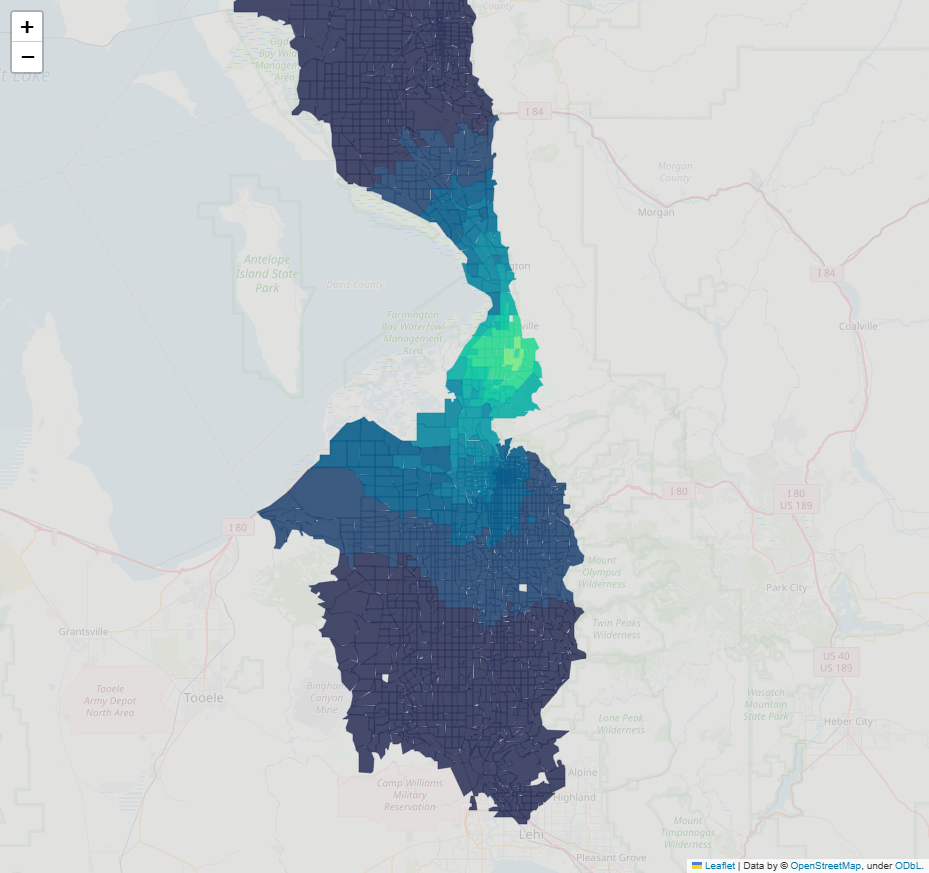 +
−
County
t Lake
Ogd
Bay Wild
Managem
Area
I 84
Morgan
County
Morgan
Antelope
Island State
Park
Davis County
gton
I 84
Farmington
Bay Waterfowl
Management
Area
ville
Coalville
I 80
I 80
I 80
US 189
Mount
Olympus
Wilderness
Park City
Grantsville
Twin Peaks
Wilderness
US 40
US 189
Tooele
Army Depot
North Area
Tooele
Bingham
Canyon
Mine
Lone Peak
Wilderness
Wasatch
Mountain
State Park
Heber City
Camp Williams
Military
Reservation
Alpine
Highland
Lehi
Mount
Timpanogos
Wilderness
Pleasant Grove
Leaflet | Data by © OpenStreetMap, under ODbL.